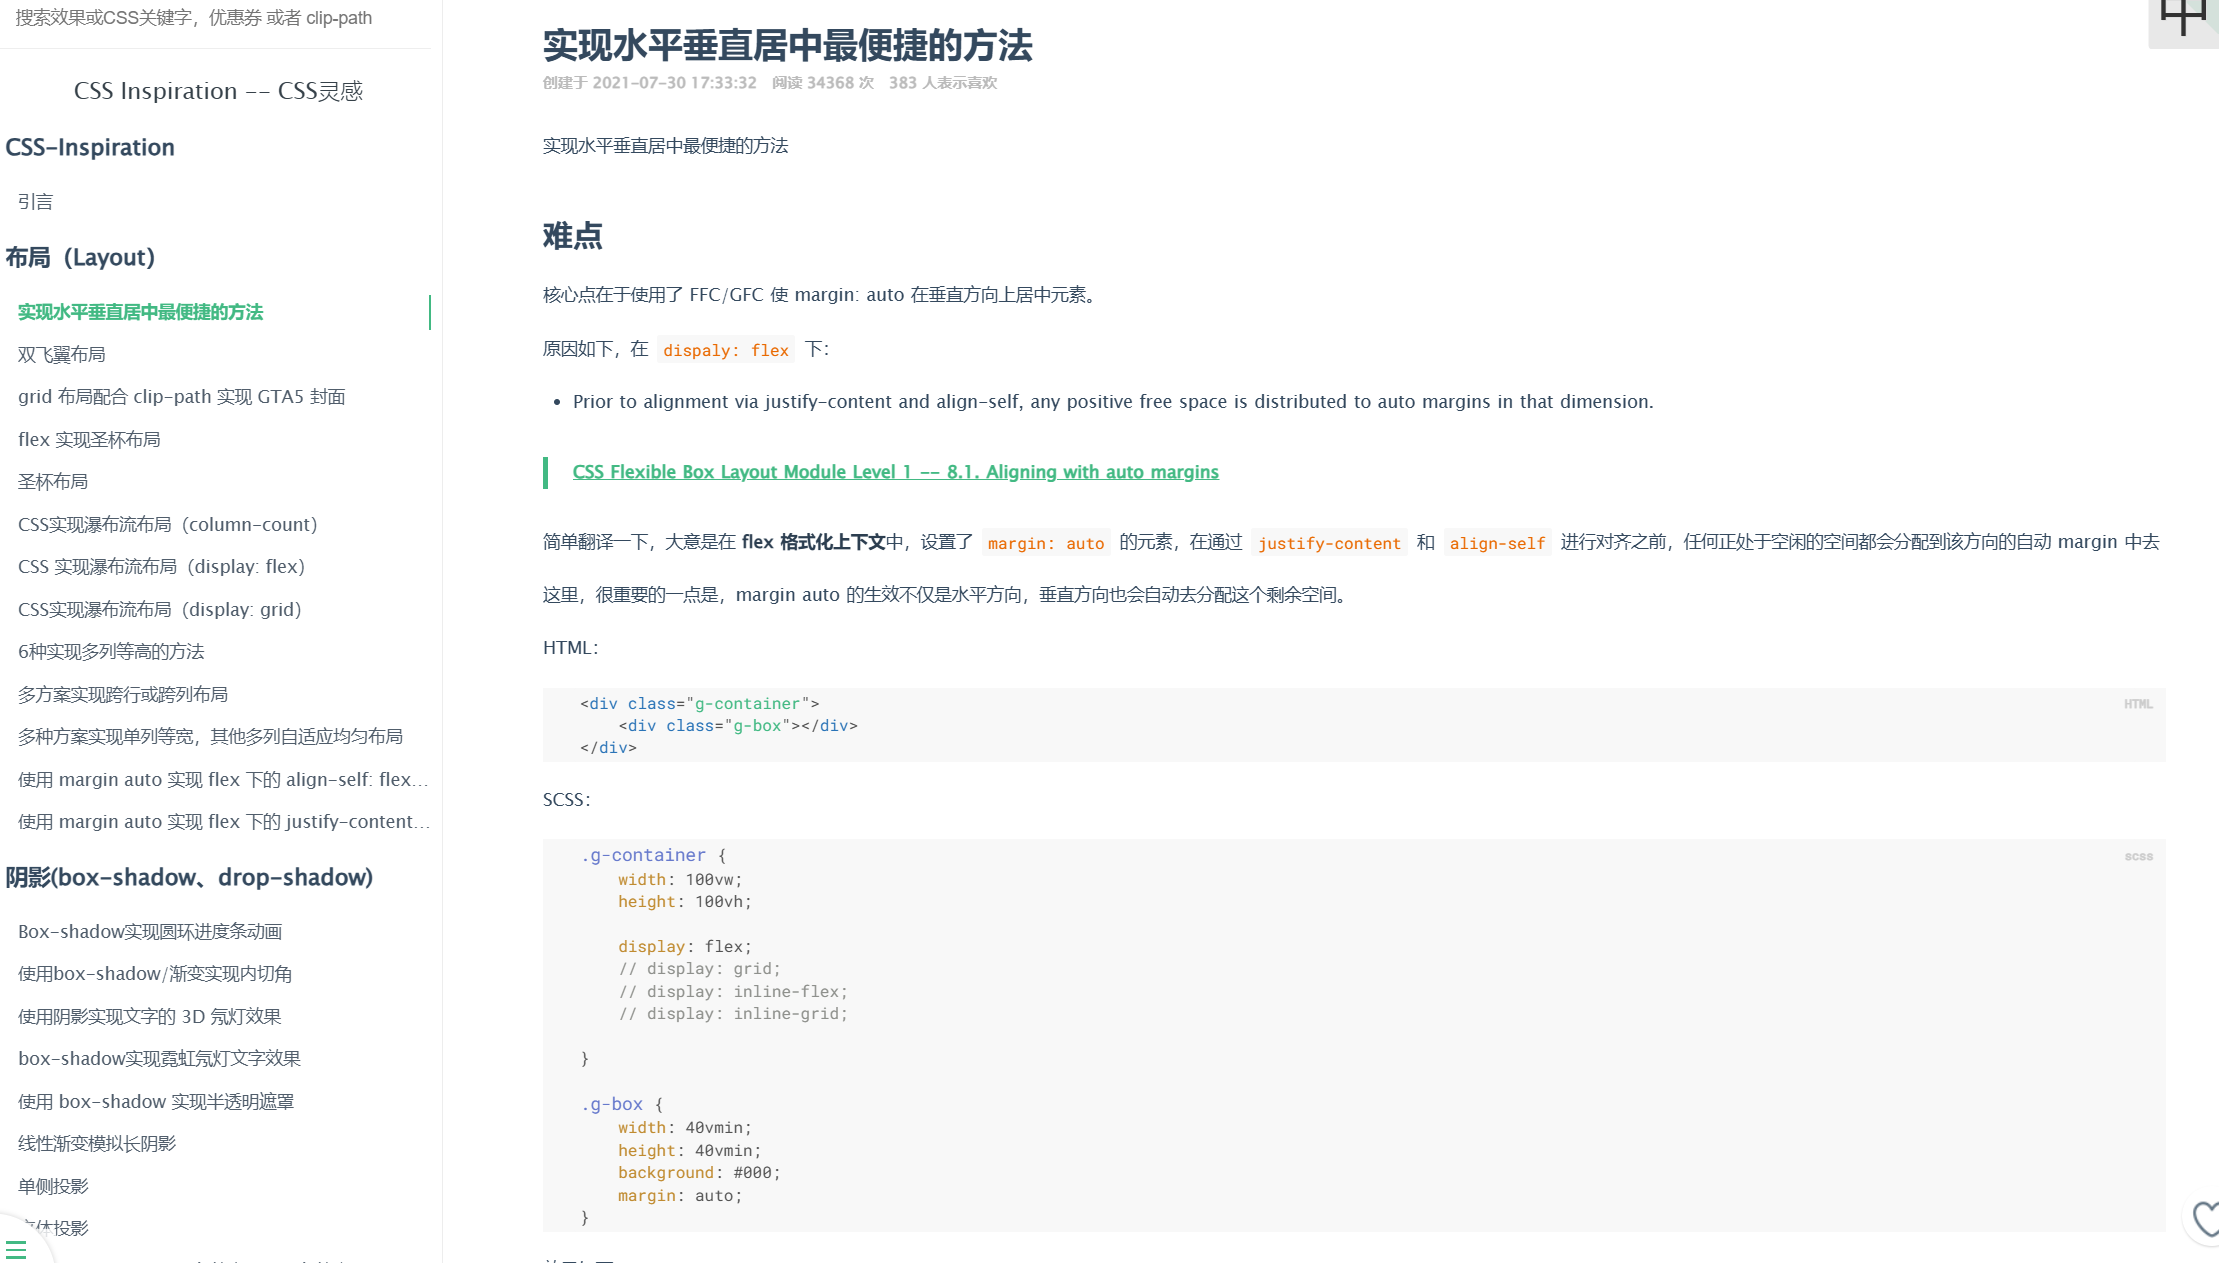 搜索效果或CSS关键字，优惠券 或者 clip-path
CSS Inspiration -- CSS灵感
CSS-Inspiration
引言
布局（Layout）
实现水平垂直居中最便捷的方法
双飞翼布局
grid 布局配合 clip-path 实现 GTA5 封面
flex 实现圣杯布局
圣杯布局
CSS实现瀑布流布局（column-count）
CSS 实现瀑布流布局（display: flex）
CSS实现瀑布流布局（display: grid）
6种实现多列等高的方法
多方案实现跨行或跨列布局
多种方案实现单列等宽，其他多列自适应均匀布局
使用 margin auto 实现 flex 下的 align-self: flex...
使用 margin auto 实现 flex 下的 justify-content...
阴影(box-shadow、drop-shadow)
Box-shadow实现圆环进度条动画
使用box-shadow/渐变实现内切角
使用阴影实现文字的 3D 氖灯效果
box-shadow实现霓虹氖灯文字效果
使用 box-shadow 实现半透明遮罩
线性渐变模拟长阴影
单侧投影
体投影
实现水平垂直居中最便捷的方法
创建于 2021-07-30 17:33:32 阅读 34368 次 383 人表示喜欢
实现水平垂直居中最便捷的方法
难点
核心点在于使用了 FFC/GFC 使 margin: auto 在垂直方向上居中元素。
原因如下，在 dispaly: flex 下：
• Prior to alignment via justify-content and align-self, any positive free space is distributed to auto margins in that dimension.
CSS Flexible Box Layout Module Level 1 -- 8.1. Aligning with auto margins
简单翻译一下，大意是在 flex 格式化上下文中，设置了 margin: auto 的元素，在通过 justify-content 和 align-self 进行对齐之前，任何正处于空闲的空间都会分配到该方向的自动 margin 中去
这里，很重要的一点是，margin auto 的生效不仅是水平方向，垂直方向也会自动去分配这个剩余空间。
HTML：
HTML
<div class="g-container">
<div class="g-box"></div>
</div>
SCSS：
scss
.g-container {
width: 100vw;
height: 100vh;
display: flex;
// display: grid;
// display: inline-flex;
// display: inline-grid;
}
.g-box {
width: 40vmin;
height: 40vmin;
background: #000;
margin: auto;
}
中